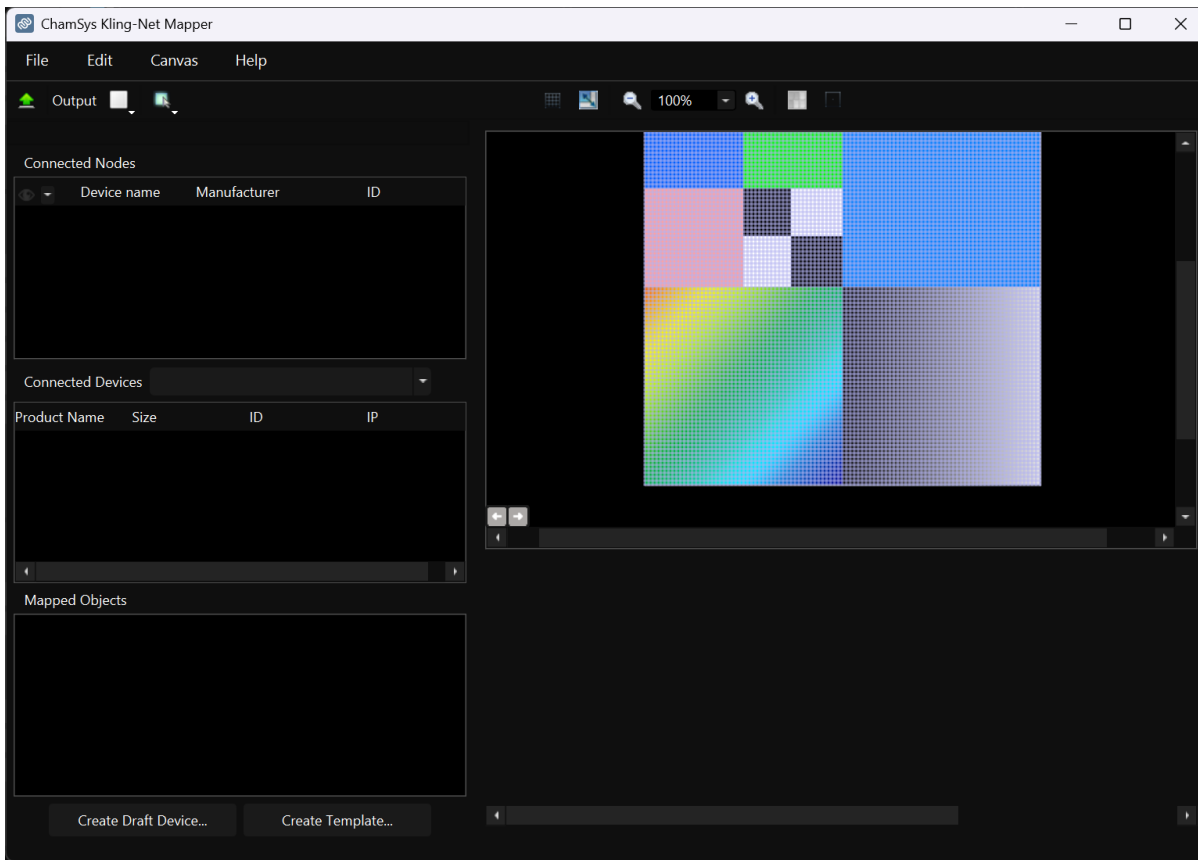 ChamSys Kling-Net Mapper
File Edit Canvas Help
Output 100%
Connected Nodes
Device name Manufacturer ID
Connected Devices
Product Name Size ID IP
Mapped Objects
Create Draft Device... Create Template...